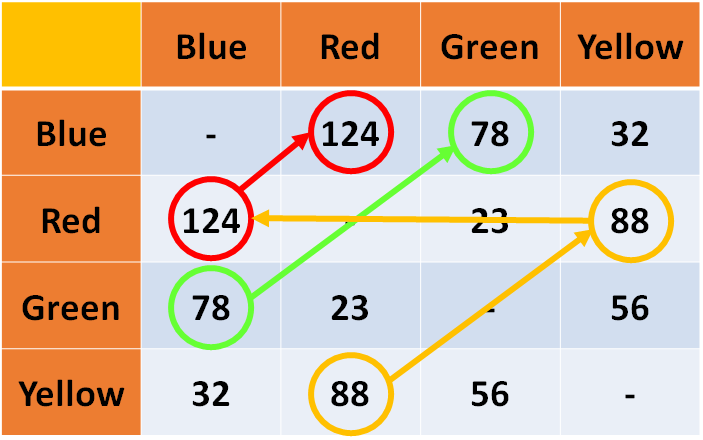 Blue Red Green Yellow
Blue - 124 78 32
Red 124 - 23 88
Green 78 23 - 56
Yellow 32 88 56 -